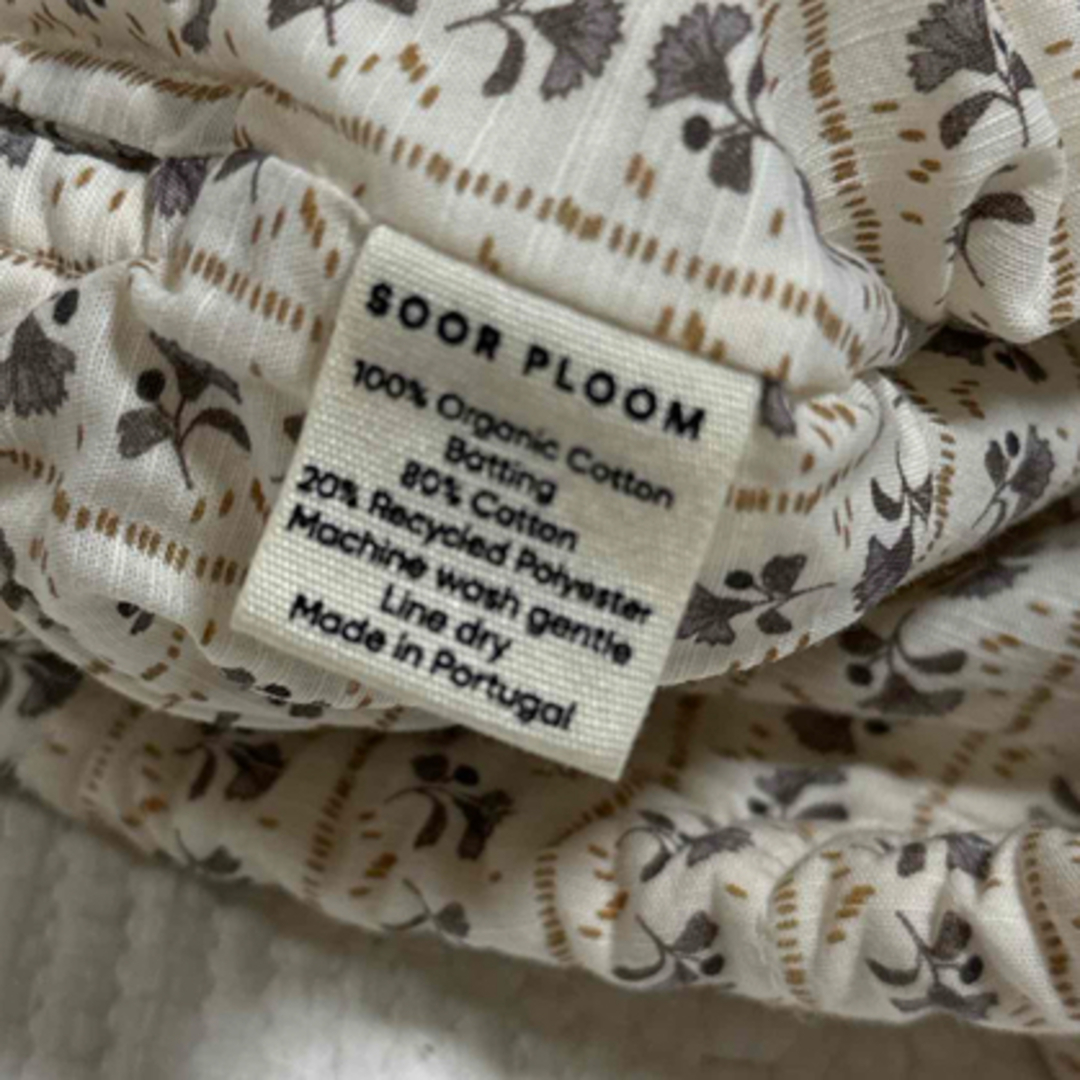 SOOR PLOOM
100% Organic Cotton
Batting
80% Cotton
20% Recycled Polyester
Machine wash gentle
Line dry
Made in Portugal